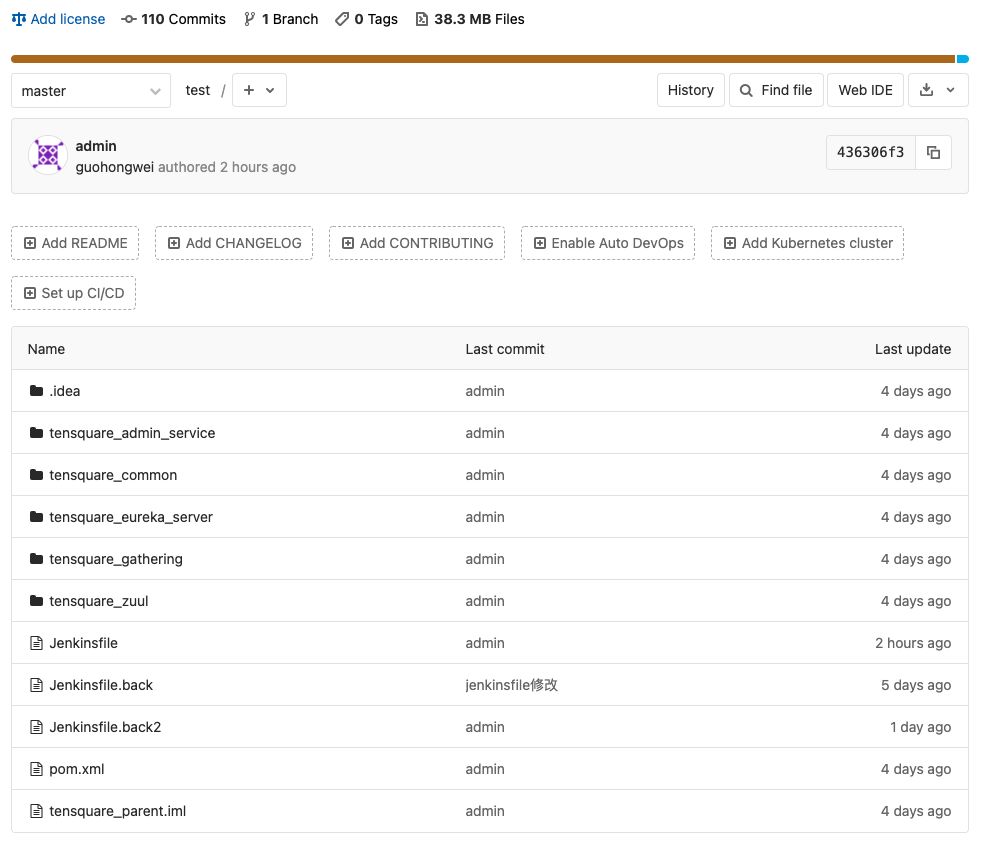 Add license 110 Commits 1 Branch 0 Tags 38.3 MB Files
master test / + History Find file Web IDE
admin
guohongwei authored 2 hours ago 436306f3
Add README Add CHANGELOG Add CONTRIBUTING Enable Auto DevOps Add Kubernetes cluster
Set up CI/CD
Name Last commit Last update
.idea admin 4 days ago
tensquare_admin_service admin 4 days ago
tensquare_common admin 4 days ago
tensquare_eureka_server admin 4 days ago
tensquare_gathering admin 4 days ago
tensquare_zuul admin 4 days ago
Jenkinsfile admin 2 hours ago
Jenkinsfile.back jenkinsfile修改 5 days ago
Jenkinsfile.back2 admin 1 day ago
pom.xml admin 4 days ago
tensquare_parent.iml admin 4 days ago